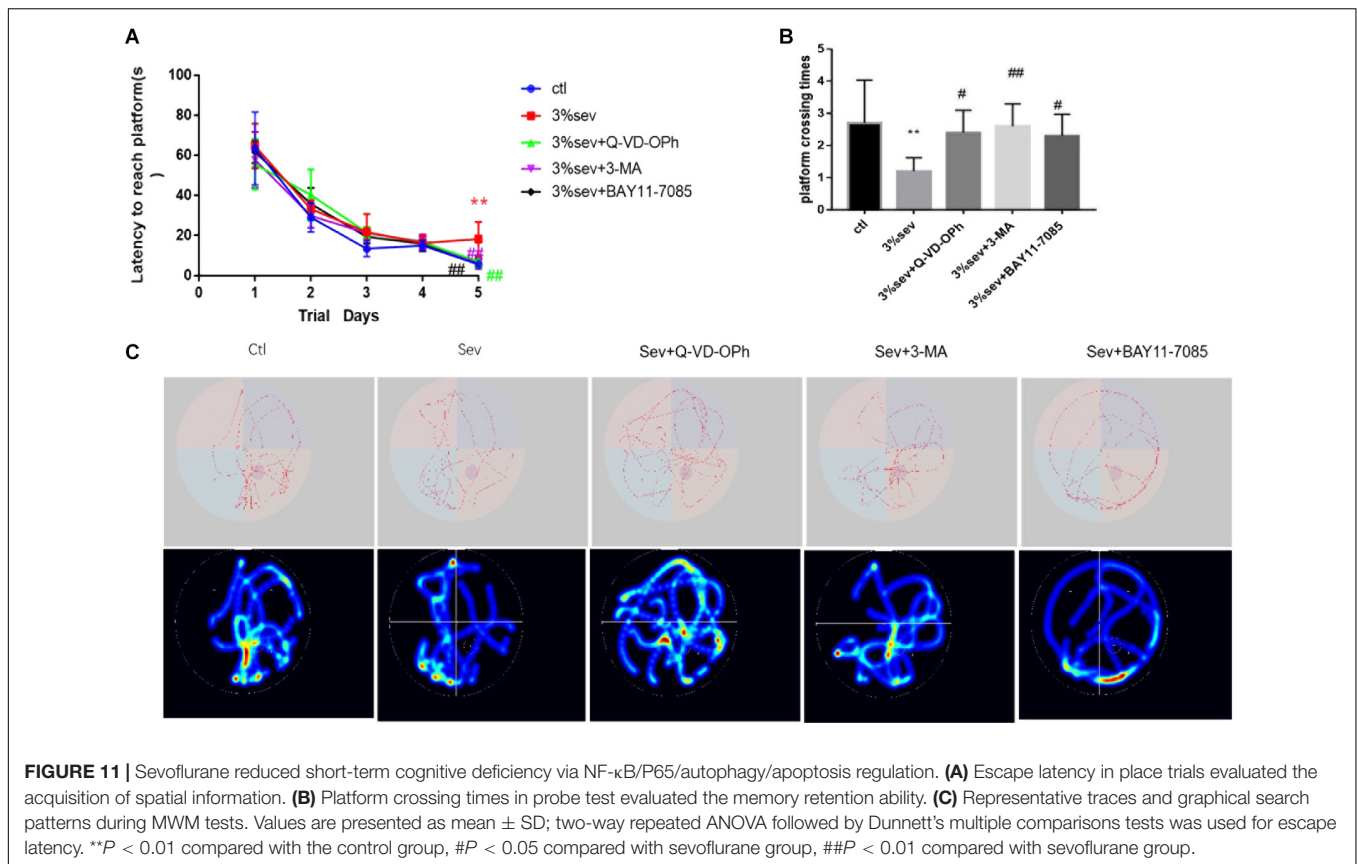 A
Latency to reach platform(s
)
100
80
60
40
20
0
0 1 2 3 4 5
Trial Days
**
##
## ##
ctl
3%sev
3%sev+Q-VD-OPh
3%sev+3-MA
3%sev+BAY11-7085
B
platform crossing times
5
4
3
2
1
0
**
#
##
#
ctl
3%sev
3%sev+Q-VD-OPh
3%sev+3-MA
3%sev+BAY11-7085
C
Ctl Sev Sev+Q-VD-OPh Sev+3-MA Sev+BAY11-7085
FIGURE 11 | Sevoflurane reduced short-term cognitive deficiency via NF-κB/P65/autophagy/apoptosis regulation. (A) Escape latency in place trials evaluated the
acquisition of spatial information. (B) Platform crossing times in probe test evaluated the memory retention ability. (C) Representative traces and graphical search
patterns during MWM tests. Values are presented as mean ± SD; two-way repeated ANOVA followed by Dunnett's multiple comparisons tests was used for escape
latency. **P < 0.01 compared with the control group, #P < 0.05 compared with sevoflurane group, ##P < 0.01 compared with sevoflurane group.